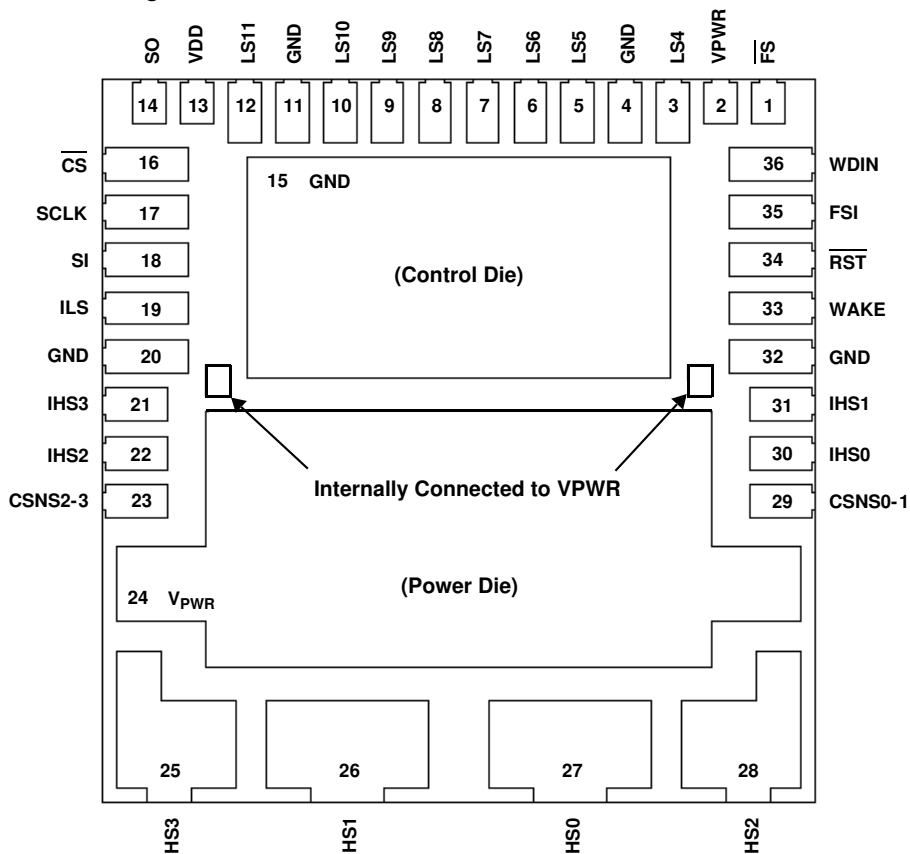 SO VDD LS11 GND LS10 LS9 LS8 LS7 LS6 LS5 GND LS4 VPWR F̅S̅
14 13 12 11 10 9 8 7 6 5 4 3 2 1
C̅S̅ 16
36 WDIN
15 GND
SCLK 17
35 FSI
SI 18
34 R̅S̅T̅
(Control Die)
ILS 19
33 WAKE
GND 20
32 GND
IHS3 21
31 IHS1
IHS2 22
30 IHS0
Internally Connected to VPWR
CSNS2-3 23
29 CSNS0-1
(Power Die)
24 VPWR
25 26 27 28
HS3 HS1 HS0 HS2